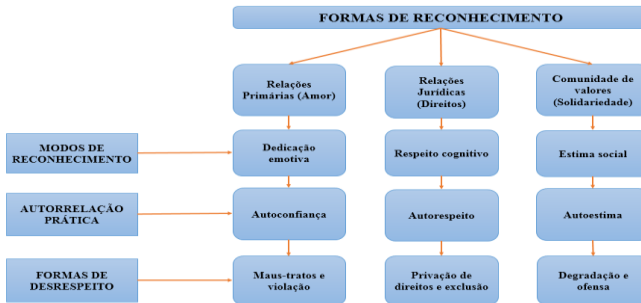 FORMAS DE RECONHECIMENTO
Relações
Primárias (Amor)
Relações
Jurídicas
(Direitos)
Comunidade de
valores
(Solidariedade)
MODOS DE
RECONHECIMENTO
Dedicação
emotiva
Respeito cognitivo
Estima social
AUTORRELAÇÃO
PRÁTICA
Autoconfiança
Autorespeito
Autoestima
FORMAS DE
DESRESPEITO
Maus-tratos e
violação
Privação de
direitos e exclusão
Degradação e
ofensa